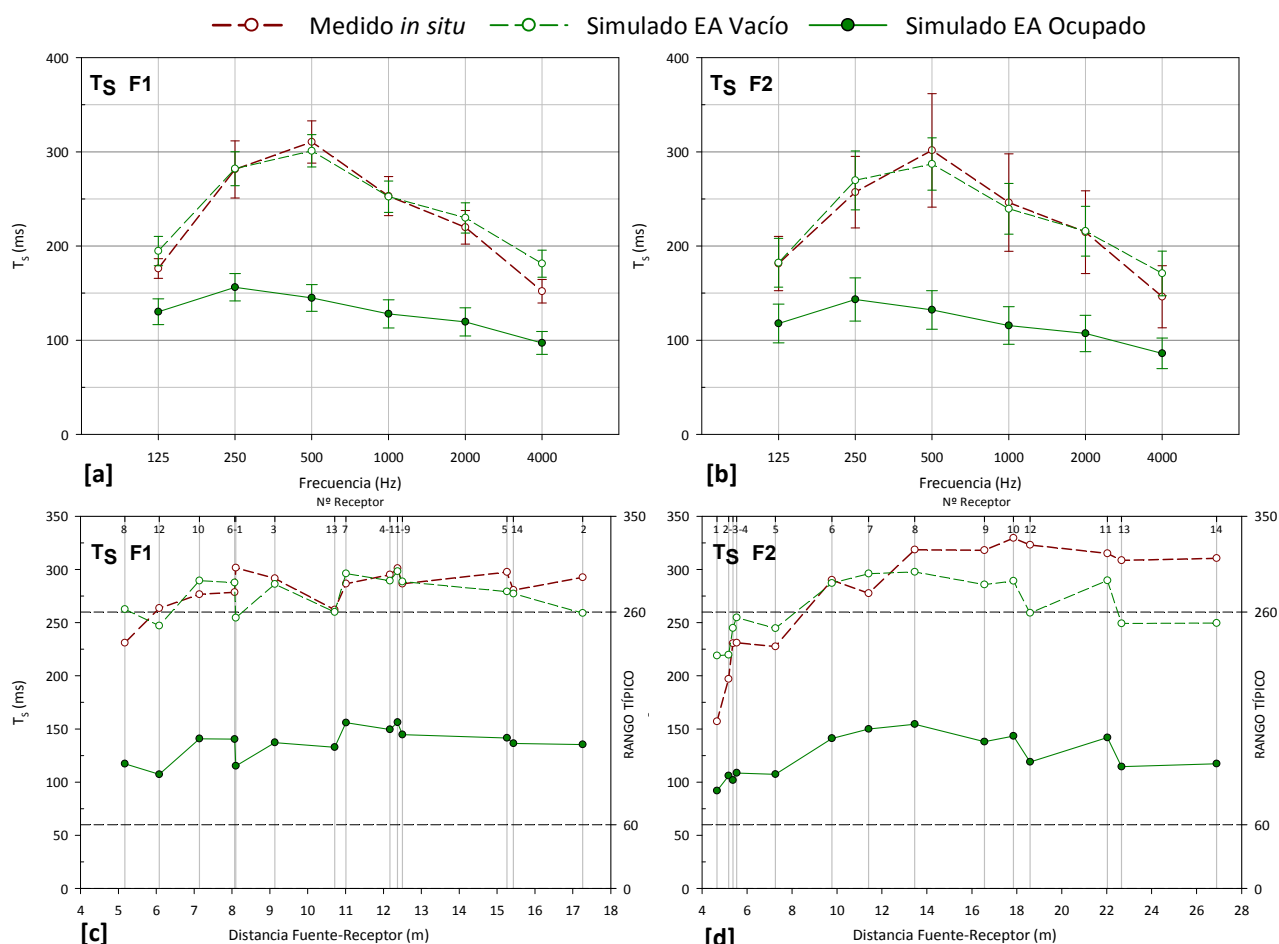 Medido in situ Simulado EA Vacío Simulado EA Ocupado
TS F1
400
300
200
100
0
TS (ms)
125 250 500 1000 2000 4000
[a]
Frecuencia (Hz)
TS F2
400
300
200
100
0
TS (ms)
125 250 500 1000 2000 4000
[b]
Frecuencia (Hz)
Nº Receptor
8 12 10 6-1 3 13 7 4-11-9 5 14 2
TS F1
350
300
250
200
150
100
50
0
TS (ms)
350
260
60
0
RANGO TÍPICO
4 5 6 7 8 9 10 11 12 13 14 15 16 17 18
[c]
Distancia Fuente-Receptor (m)
Nº Receptor
1 2-3-4 5 6 7 8 9 10 12 11 13 14
TS F2
350
300
250
200
150
100
50
0
350
260
60
0
RANGO TÍPICO
4 6 8 10 12 14 16 18 20 22 24 26 28
[d]
Distancia Fuente-Receptor (m)